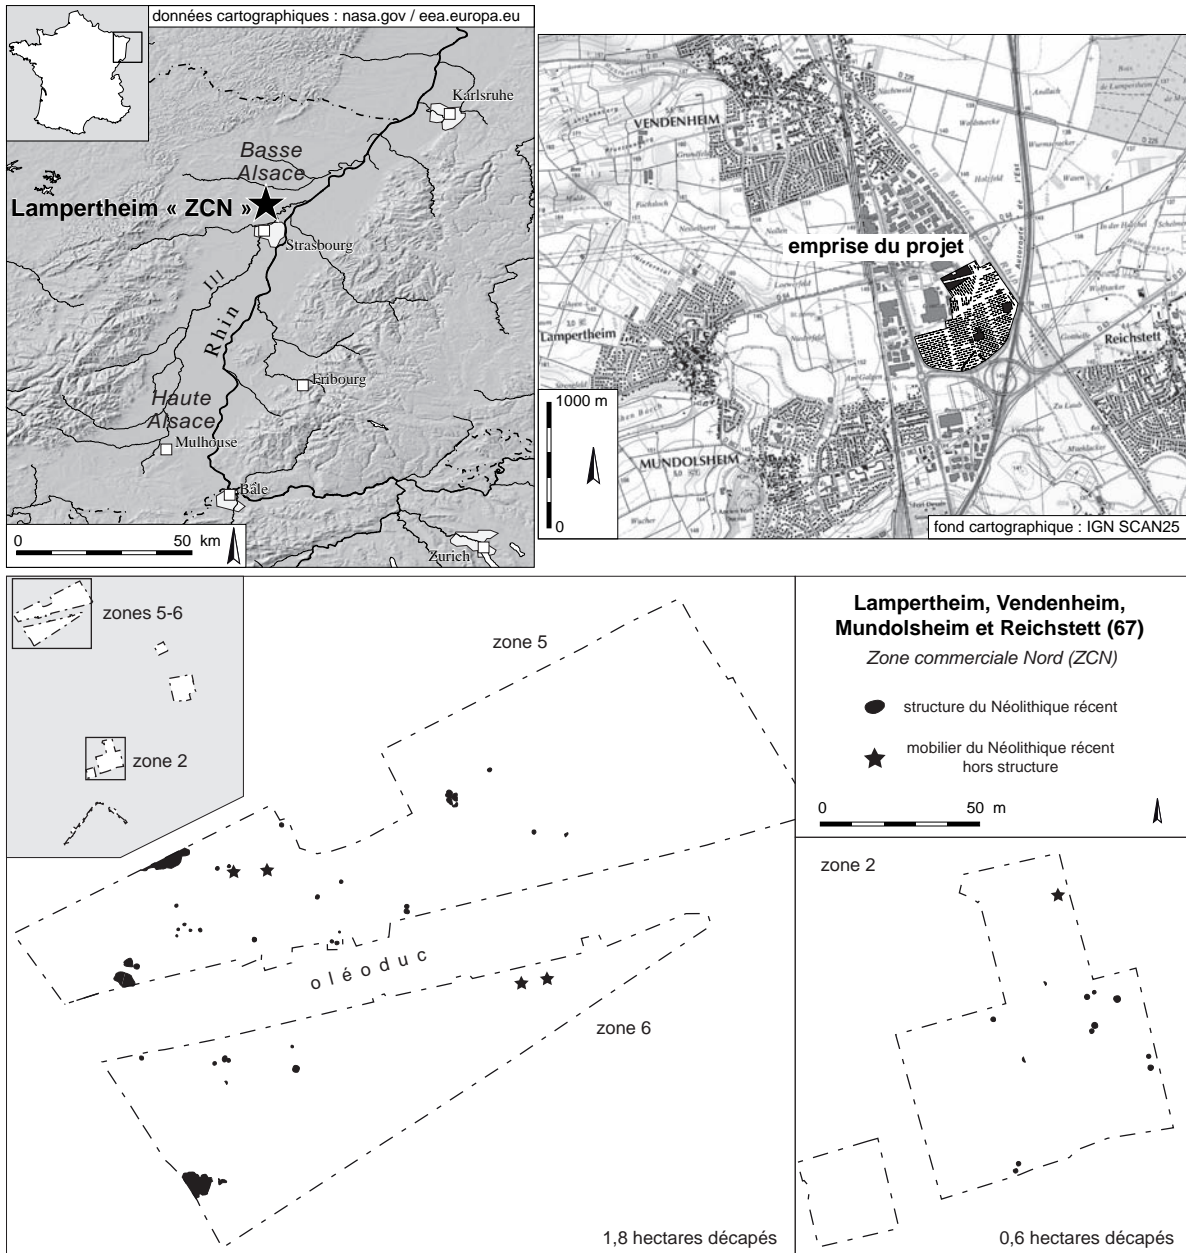 données cartographiques : nasa.gov / eea.europa.eu
Karlsruhe
Basse
Alsace
Lampertheim « ZCN »
Strasbourg
Ill
Rhin
Fribourg
Haute
Alsace
Mulhouse
Bâle
0 50 km
Zurich
VENDENHEIM
emprise du projet
Lampertheim
Reichstett
1000 m
0
MUNDOLSHEIM
fond cartographique : IGN SCAN25
zones 5-6
zone 2
zone 5
oléoduc
zone 6
1,8 hectares décapés
Lampertheim, Vendenheim,
Mundolsheim et Reichstett (67)
Zone commerciale Nord (ZCN)
structure du Néolithique récent
mobilier du Néolithique récent
hors structure
0 50 m
zone 2
0,6 hectares décapés